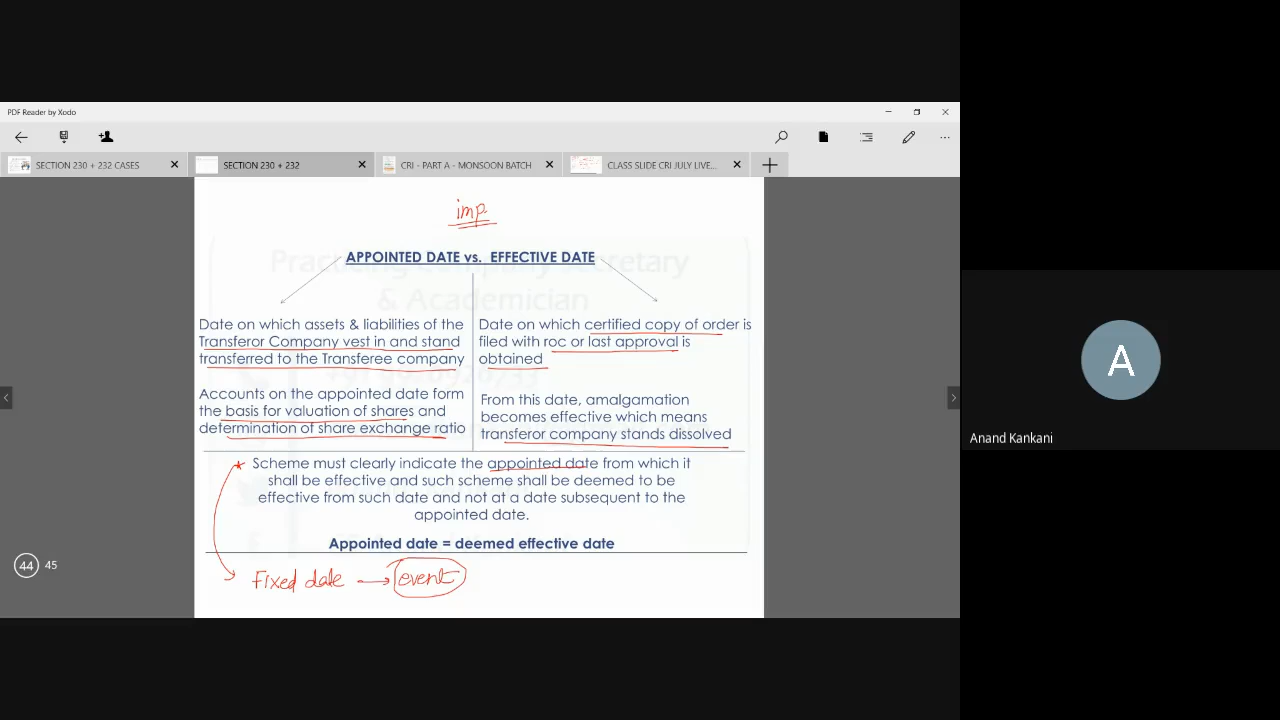 PDF Reader by Xodo
SECTION 230 + 232 CASES
SECTION 230 + 232
CRI - PART A - MONSOON BATCH
CLASS SLIDE CRI JULY LIVE...
imp
Practicing Company Secretary
& Academician
APPOINTED DATE vs. EFFECTIVE DATE
Date on which assets & liabilities of the
Transferor Company vest in and stand
transferred to the Transferee company
Accounts on the appointed date form
the basis for valuation of shares and
determination of share exchange ratio
Date on which certified copy of order is
filed with roc or last approval is
obtained
From this date, amalgamation
becomes effective which means
transferor company stands dissolved
Scheme must clearly indicate the appointed date from which it
shall be effective and such scheme shall be deemed to be
effective from such date and not at a date subsequent to the
appointed date.
Appointed date = deemed effective date
Fixed date → event
44 45
A
Anand Kankani